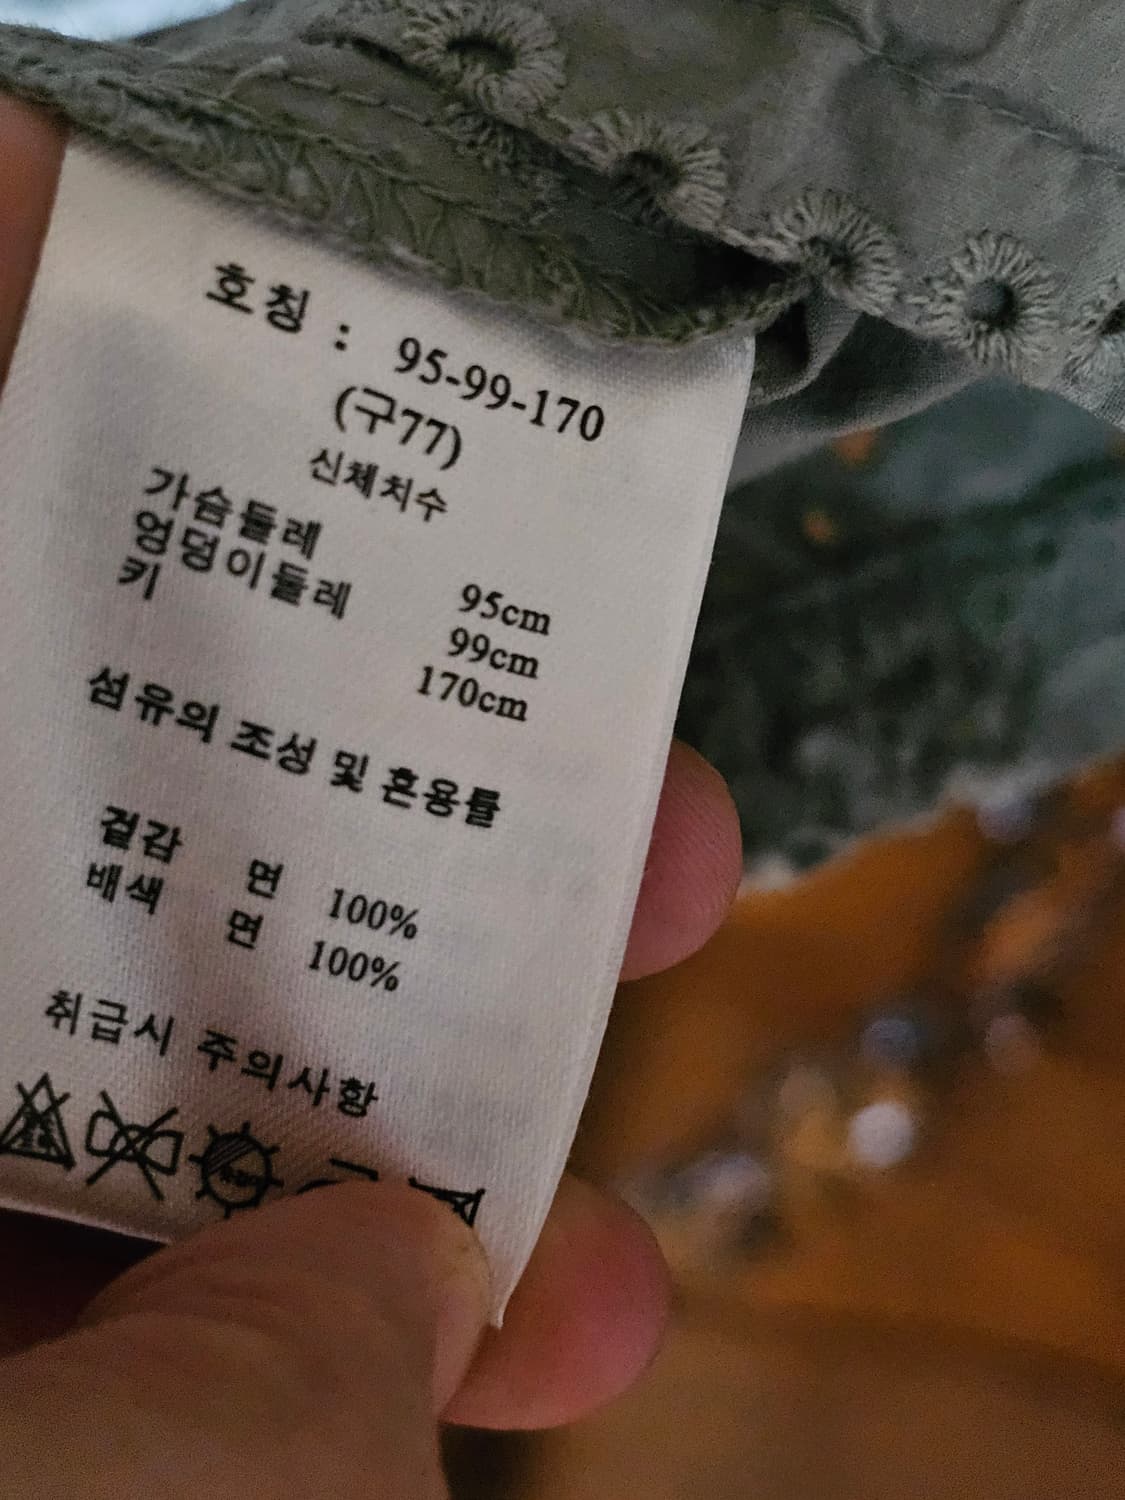 호칭 : 95-99-170
(구77)
신체치수
가슴둘레 95cm
엉덩이둘레 99cm
키 170cm
섬유의 조성 및 혼용률
겉감 면 100%
배색 면 100%
취급시 주의사항